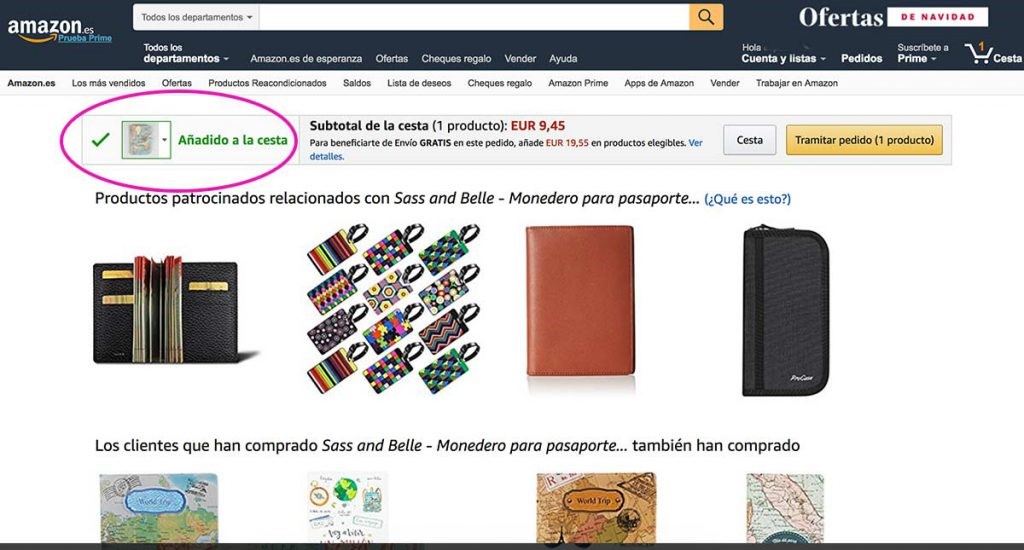 amazon.es
Prueba Prime
Todos los departamentos
Ofertas DE NAVIDAD
Todos los
departamentos
Amazon.es de esperanza Ofertas Cheques regalo Vender Ayuda
Hola
Cuenta y listas
Pedidos
Suscríbete a
Prime
1
Cesta
Amazon.es Los más vendidos Ofertas Productos Reacondicionados Saldos Lista de deseos Cheques regalo Amazon Prime Apps de Amazon Vender Trabajar en Amazon
Añadido a la cesta
Subtotal de la cesta (1 producto): EUR 9,45
Para beneficiarte de Envío GRATIS en este pedido, añade EUR 19,55 en productos elegibles. Ver
detalles.
Cesta
Tramitar pedido (1 producto)
Productos patrocinados relacionados con Sass and Belle - Monedero para pasaporte... (¿Qué es esto?)
ProCase
Los clientes que han comprado Sass and Belle - Monedero para pasaporte... también han comprado
World Trip
World Trip